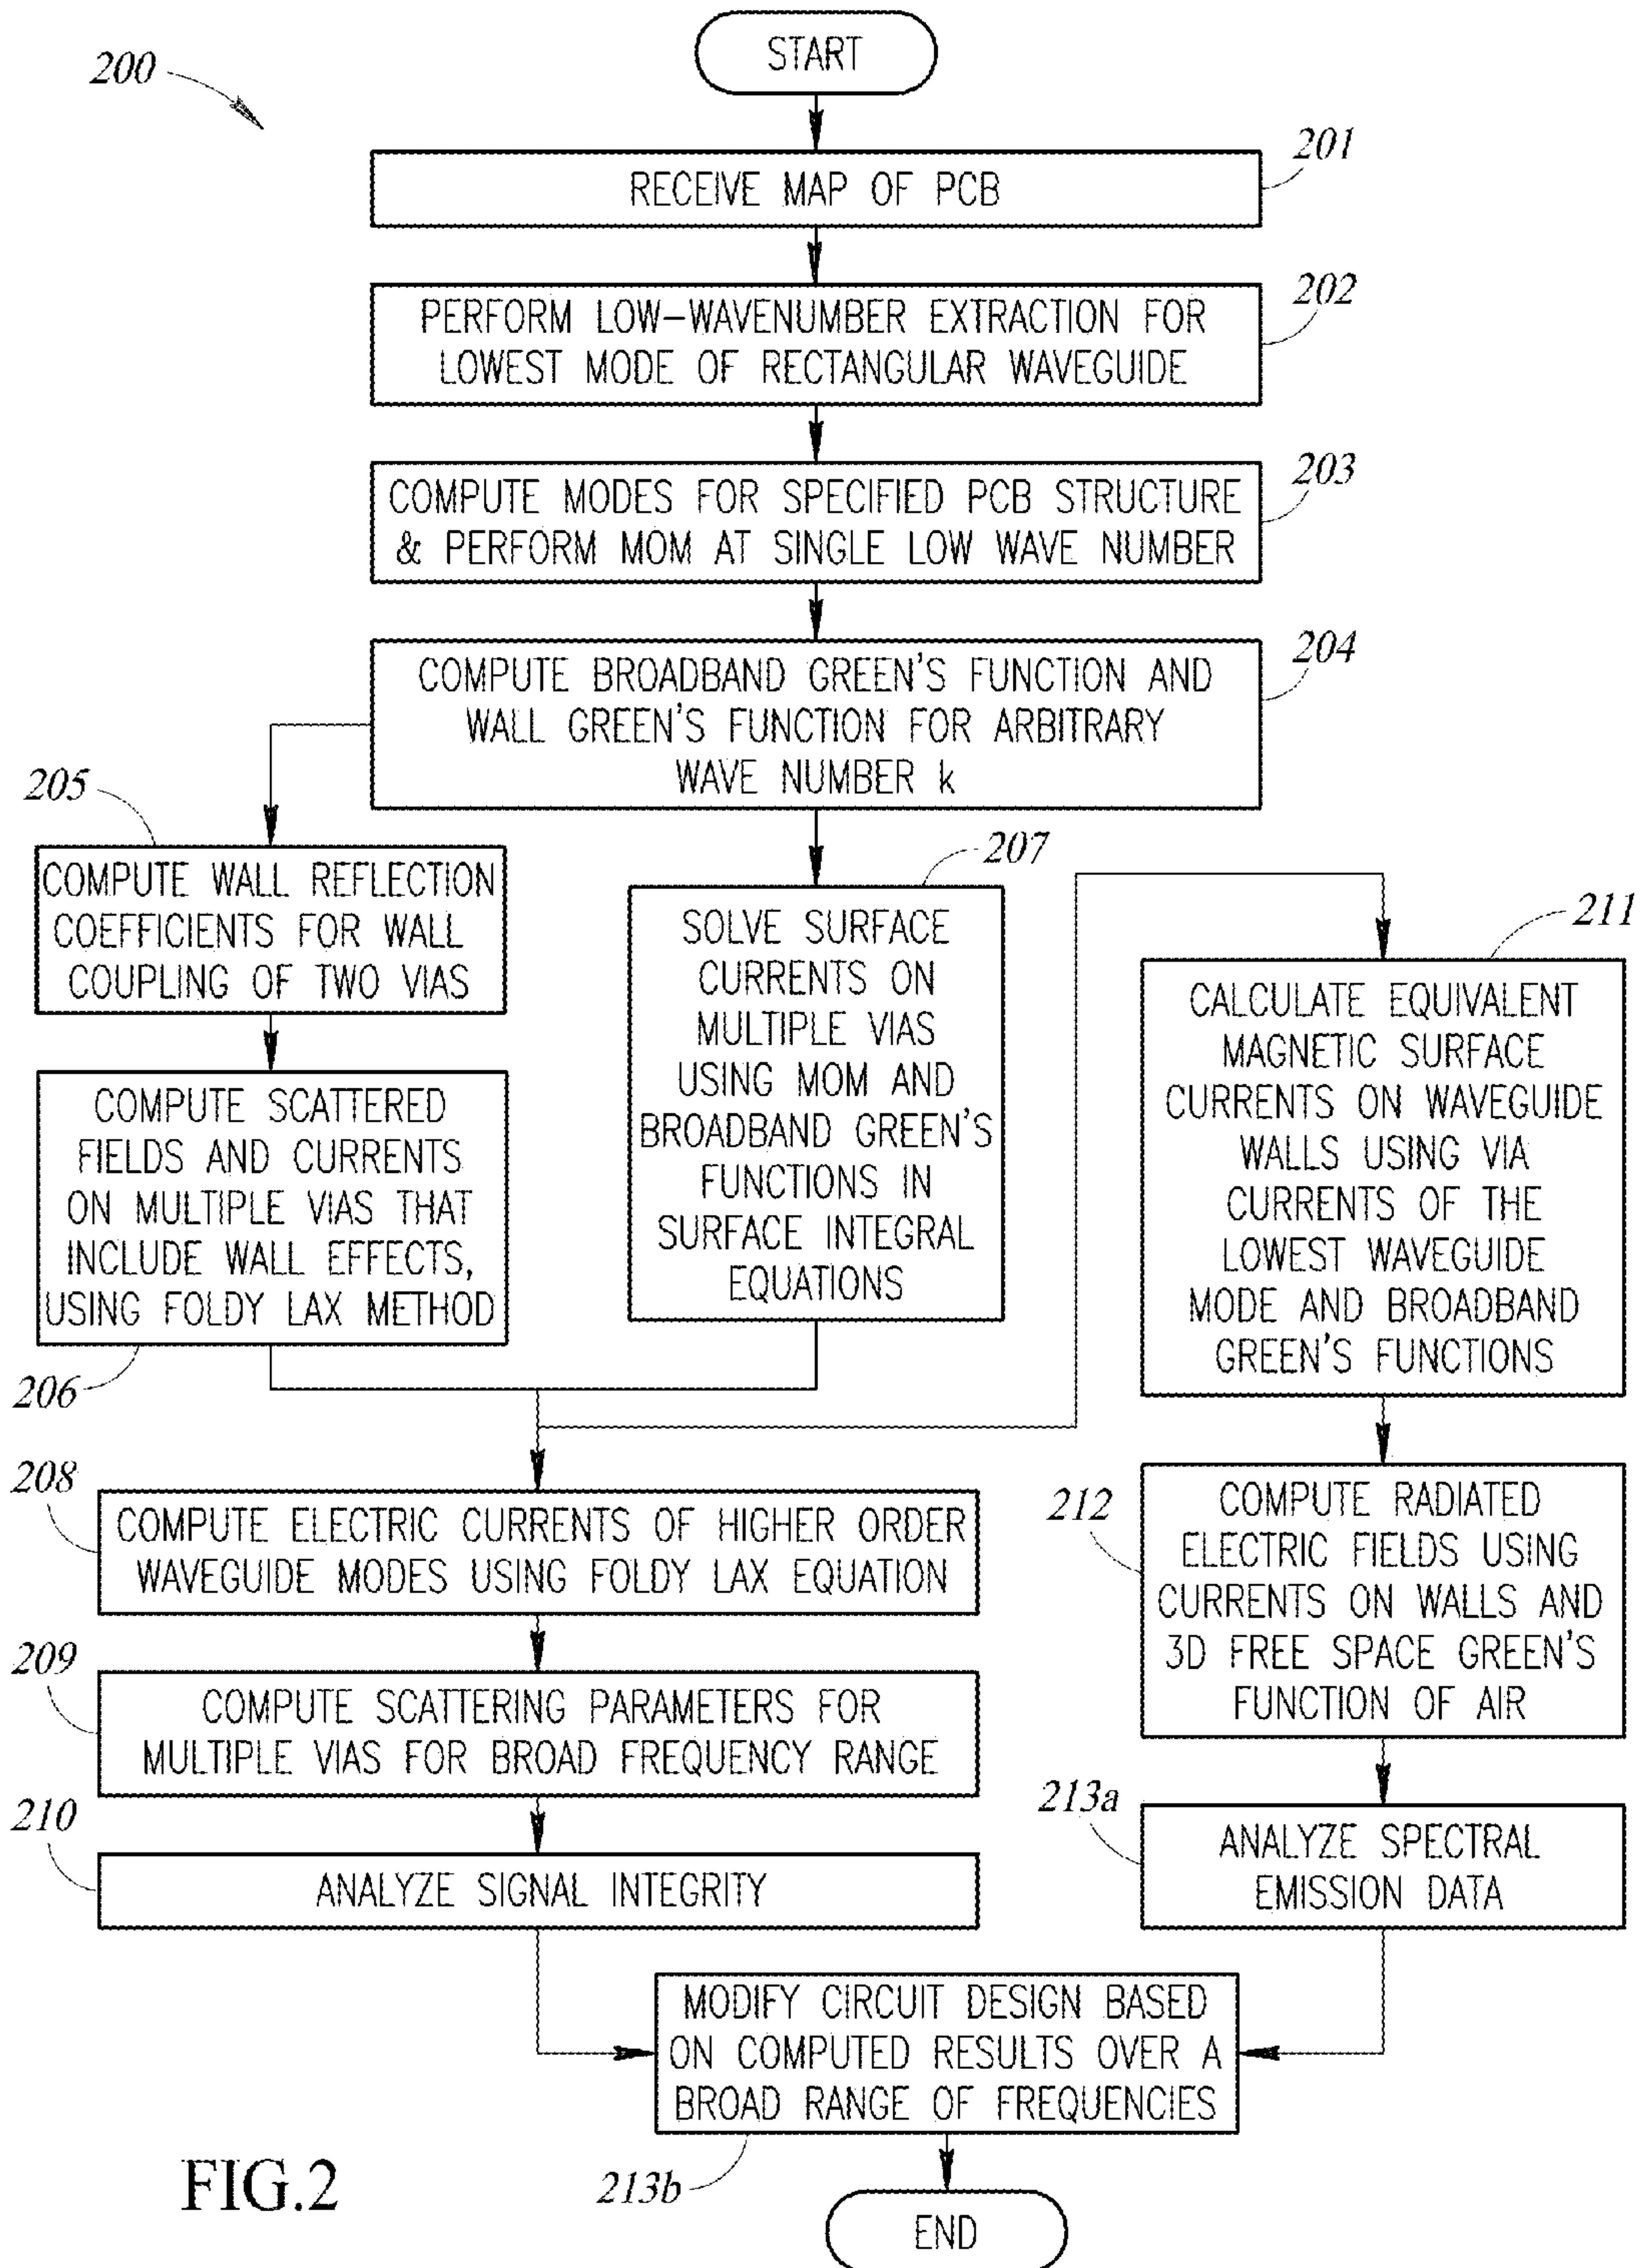 200
START
201
RECEIVE MAP OF PCB
202
PERFORM LOW-WAVENUMBER EXTRACTION FOR
LOWEST MODE OF RECTANGULAR WAVEGUIDE
203
COMPUTE MODES FOR SPECIFIED PCB STRUCTURE
& PERFORM MOM AT SINGLE LOW WAVE NUMBER
204
COMPUTE BROADBAND GREEN'S FUNCTION AND
WALL GREEN'S FUNCTION FOR ARBITRARY
WAVE NUMBER k
205
COMPUTE WALL REFLECTION
COEFFICIENTS FOR WALL
COUPLING OF TWO VIAS
COMPUTE SCATTERED
FIELDS AND CURRENTS
ON MULTIPLE VIAS THAT
INCLUDE WALL EFFECTS,
USING FOLDY LAX METHOD
206
207
SOLVE SURFACE
CURRENTS ON
MULTIPLE VIAS
USING MOM AND
BROADBAND GREEN'S
FUNCTIONS IN
SURFACE INTEGRAL
EQUATIONS
208
COMPUTE ELECTRIC CURRENTS OF HIGHER ORDER
WAVEGUIDE MODES USING FOLDY LAX EQUATION
209
COMPUTE SCATTERING PARAMETERS FOR
MULTIPLE VIAS FOR BROAD FREQUENCY RANGE
210
ANALYZE SIGNAL INTEGRITY
211
CALCULATE EQUIVALENT
MAGNETIC SURFACE
CURRENTS ON WAVEGUIDE
WALLS USING VIA
CURRENTS OF THE
LOWEST WAVEGUIDE
MODE AND BROADBAND
GREEN'S FUNCTIONS
212
COMPUTE RADIATED
ELECTRIC FIELDS USING
CURRENTS ON WALLS AND
3D FREE SPACE GREEN'S
FUNCTION OF AIR
213a
ANALYZE SPECTRAL
EMISSION DATA
MODIFY CIRCUIT DESIGN BASED
ON COMPUTED RESULTS OVER A
BROAD RANGE OF FREQUENCIES
213b
END
FIG.2